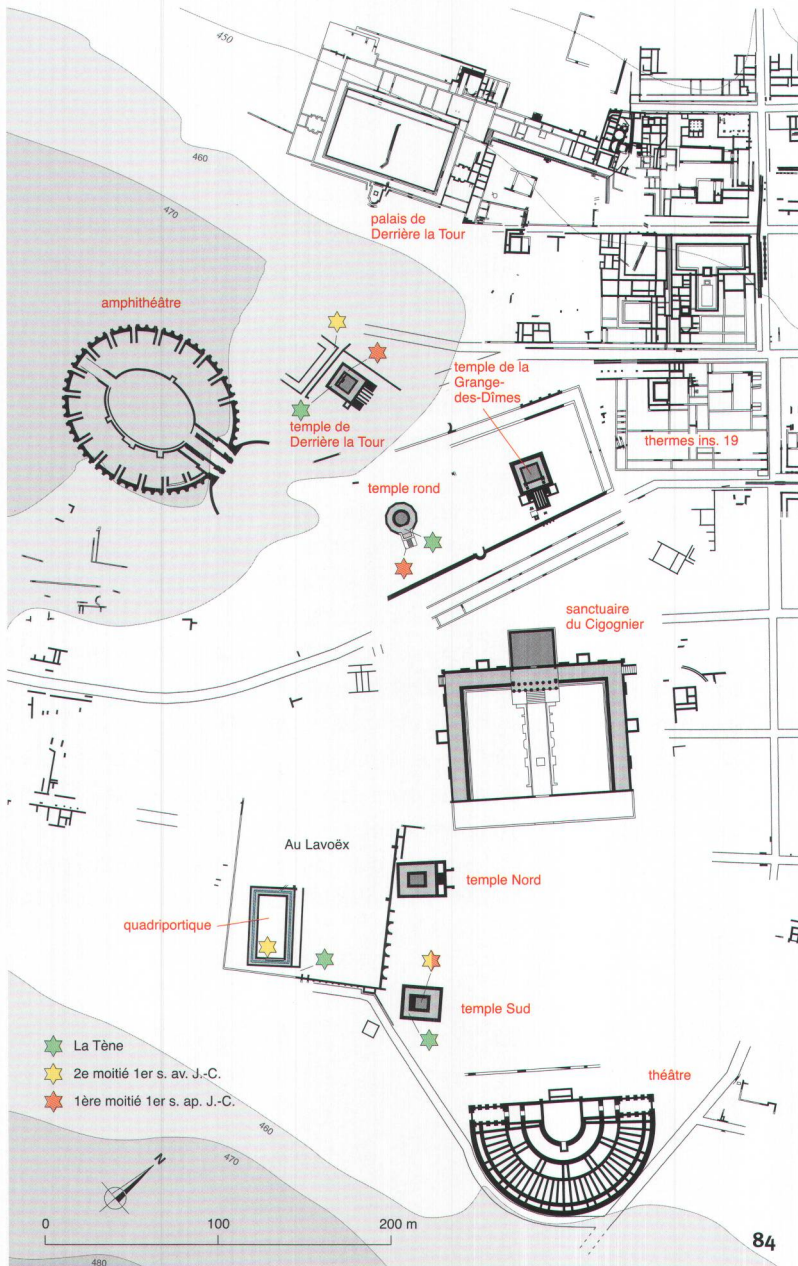 450
460
470
palais de
Derrière la Tour
amphithéâtre
temple de la
Grange-
des-Dîmes
temple de
Derrière la Tour
thermes ins. 19
temple rond
sanctuaire
du Cigognier
Au Lavoëx
temple Nord
quadriportique
temple Sud
La Tène
2e moitié 1er s. av. J.-C.
1ère moitié 1er s. ap. J.-C.
théâtre
460
470
N
0 100 200 m
480
84